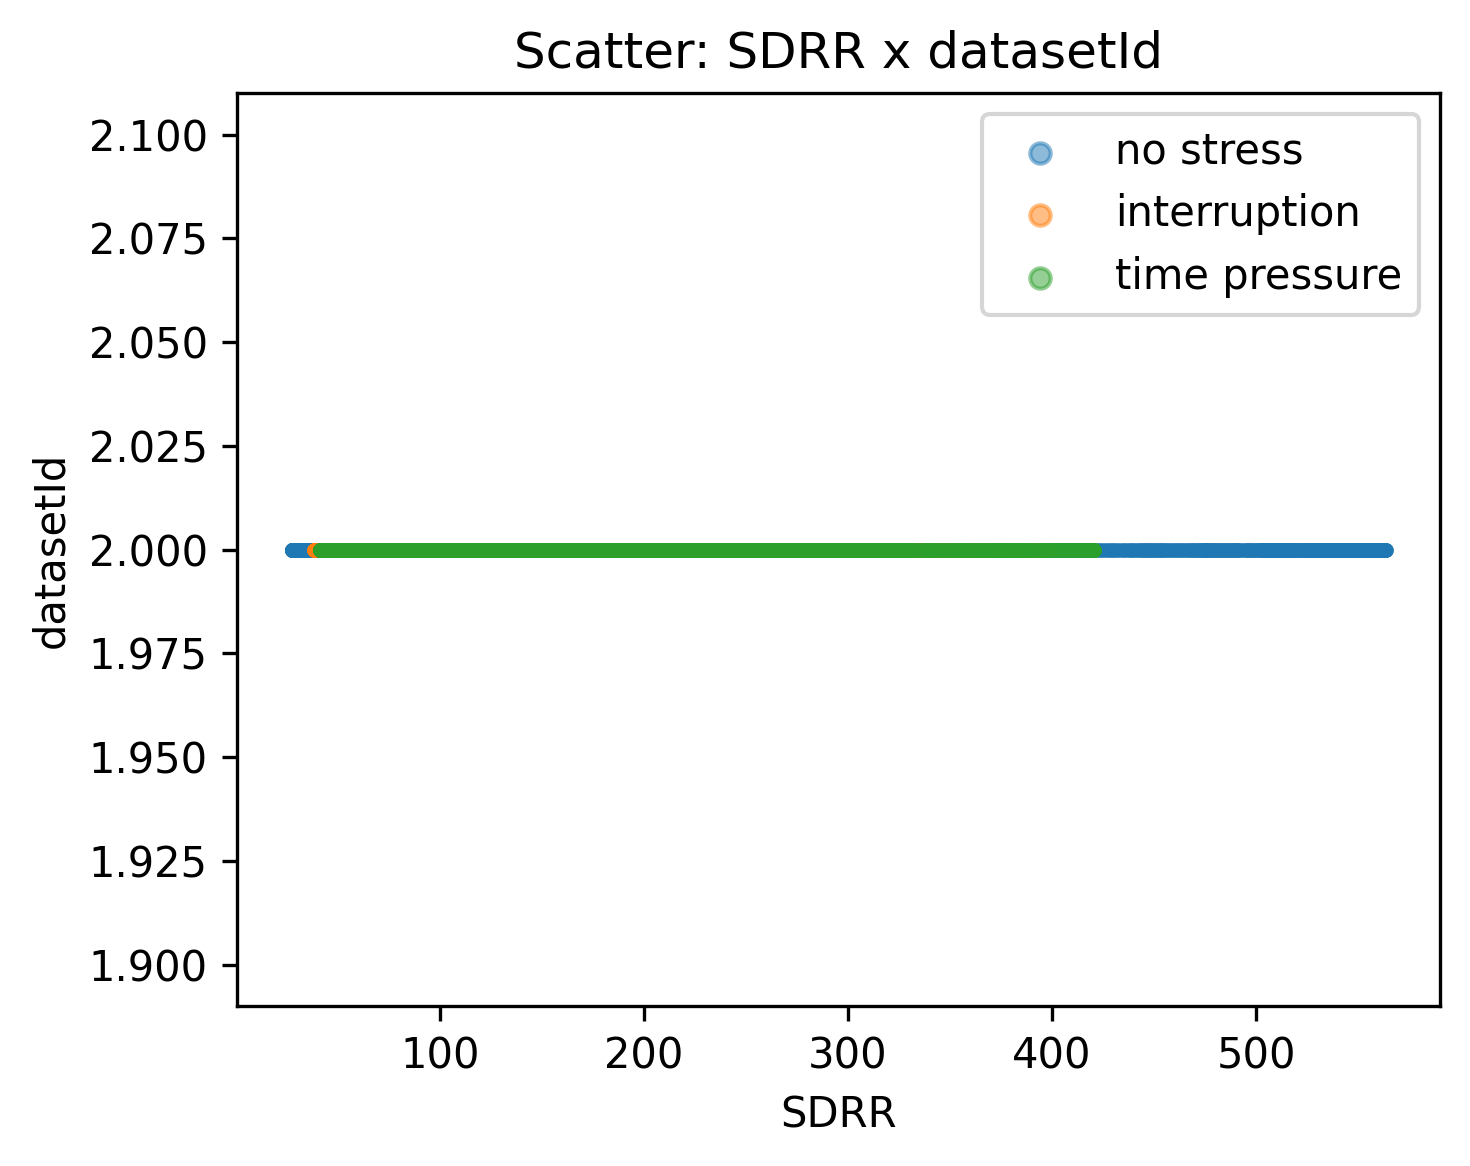 Scatter: SDRR x datasetId
no stress
interruption
time pressure
datasetId
2.100
2.075
2.050
2.025
2.000
1.975
1.950
1.925
1.900
100 200 300 400 500
SDRR